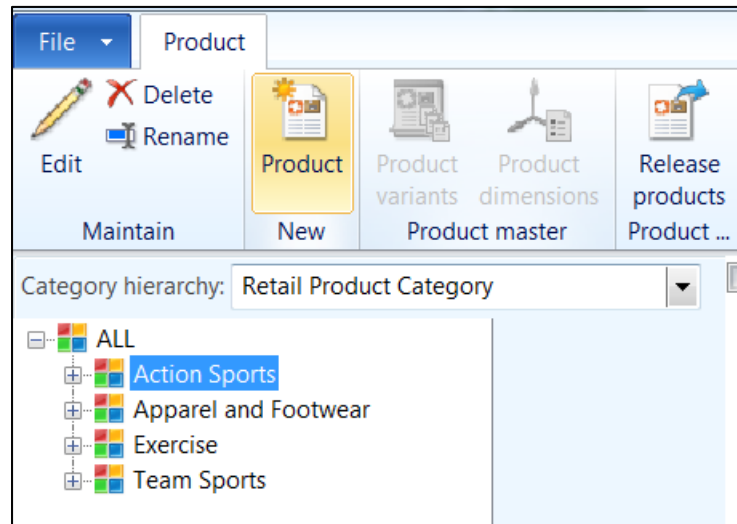 File Product
Delete
Rename
Edit Product Product Product Release
variants dimensions products
Maintain New Product master Product ...
Category hierarchy: Retail Product Category
ALL
Action Sports
Apparel and Footwear
Exercise
Team Sports